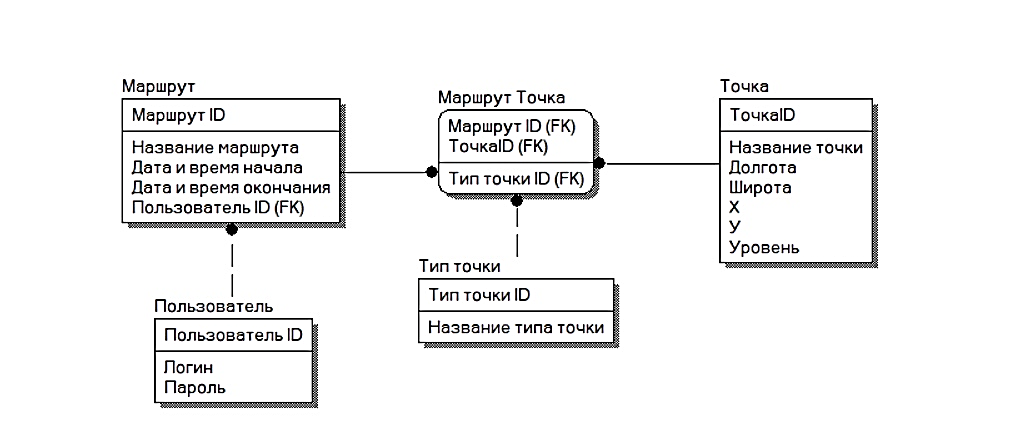 Маршрут
Маршрут ID
Название маршрута
Дата и время начала
Дата и время окончания
Пользователь ID (FK)
Маршрут Точка
Маршрут ID (FK)
ТочкаID (FK)
Тип точки ID (FK)
Точка
ТочкаID
Название точки
Долгота
Широта
X
У
Уровень
Тип точки
Тип точки ID
Название типа точки
Пользователь
Пользователь ID
Логин
Пароль